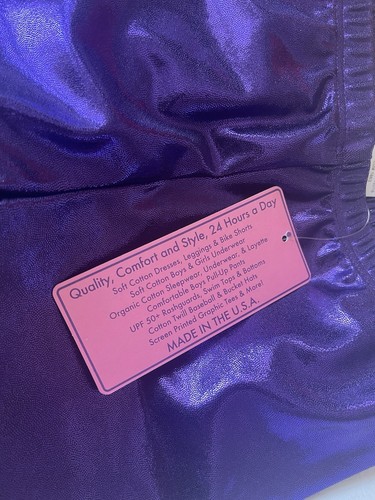 Quality, Comfort and Style, 24 Hours a Day
Soft Cotton Dresses, Leggings & Bike Shorts
Soft Cotton Boys & Girls Underwear
Organic Cotton Sleepwear, Underwear, & Layette
Comfortable Boys Pull-Up Pants
UPF 50+ Rashguards, Swim Tops & Bottoms
Cotton Twill Baseball & Bucket Hats
Screen Printed Graphic Tees & More!
MADE IN THE U.S.A.